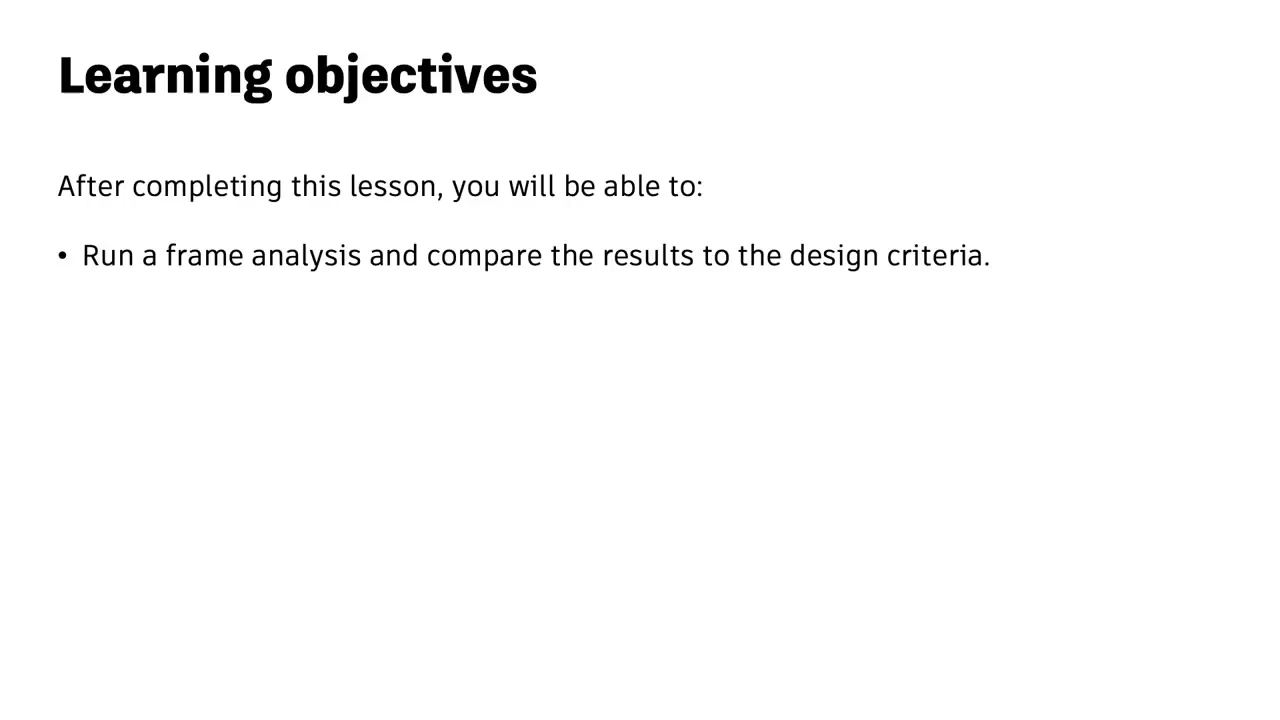 Learning objectives
After completing this lesson, you will be able to:
• Run a frame analysis and compare the results to the design criteria.